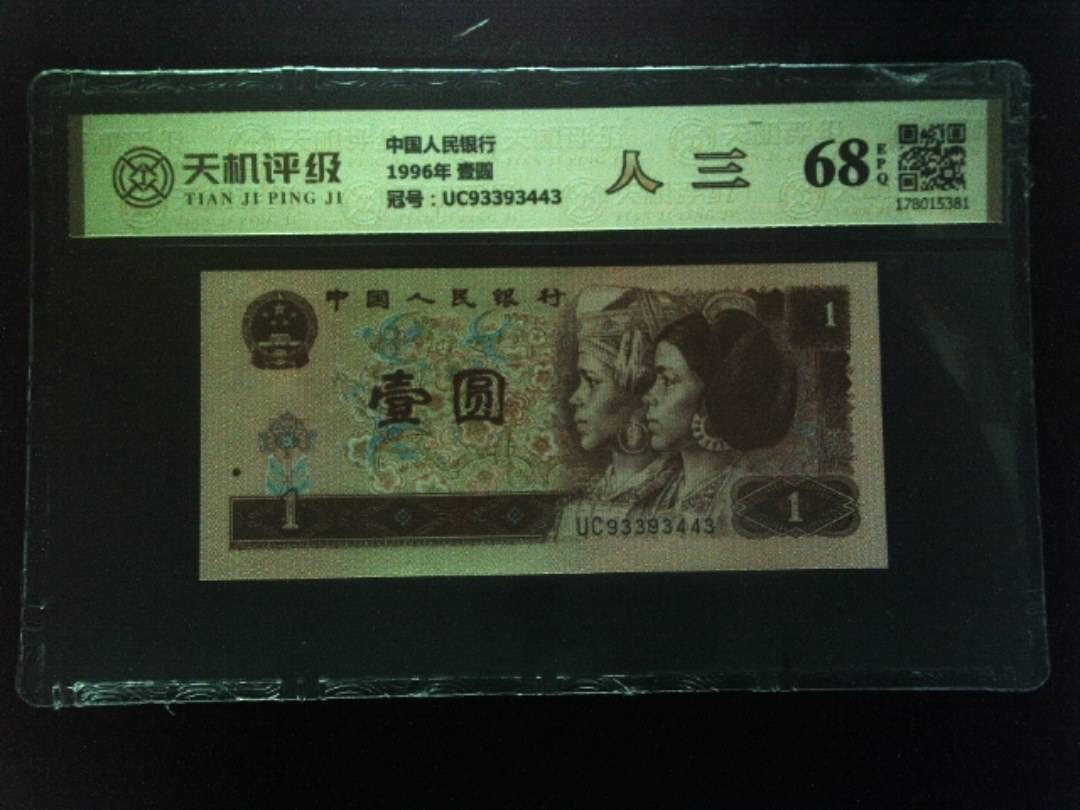 天机评级
TIAN JI PING JI
中国人民银行
1996年 壹圆
冠号：UC93393443
人 三
68
EPQ
178015381
中国人民银行
1
壹圆
1
UC93393443
1